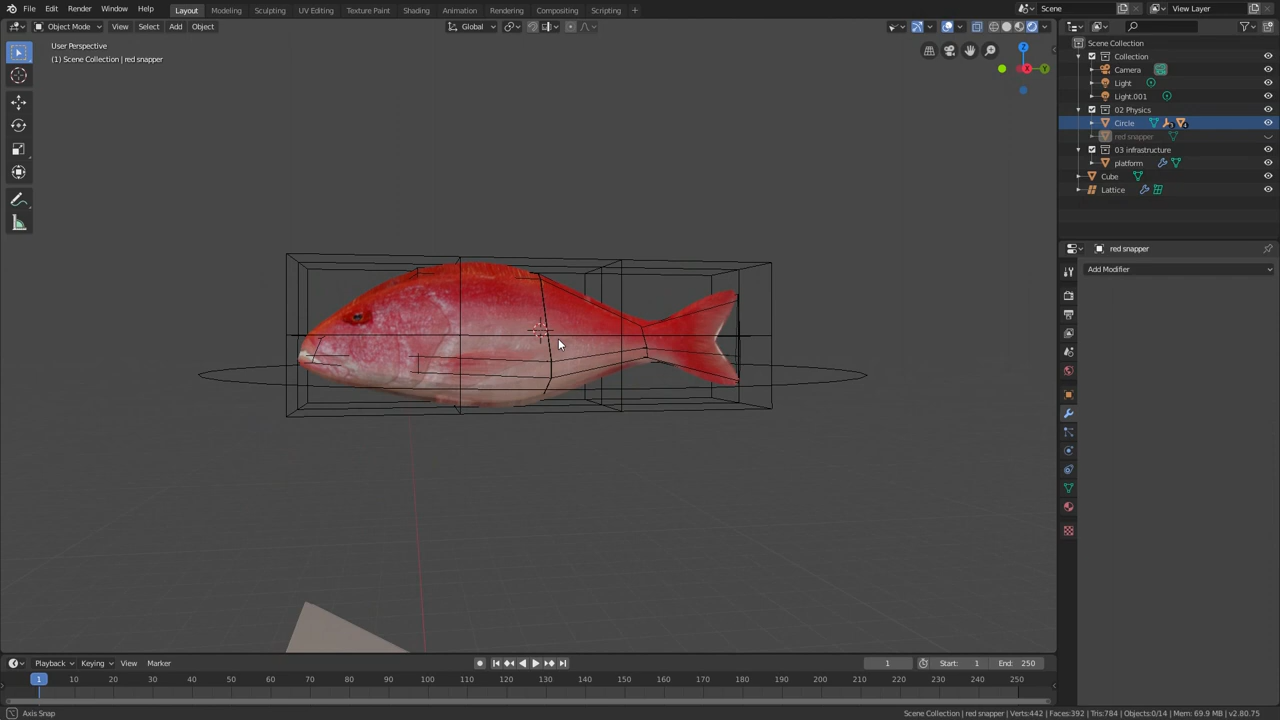 File Edit Render Window Help Layout Modeling Sculpting UV Editing Texture Paint Shading Animation Rendering Compositing Scripting + Scene View Layer
Object Mode View Select Add Object Global
User Perspective
(1) Scene Collection | red snapper
X
Y
Z
Scene Collection
Collection
Camera
Light
Light.001
02 Physics
Circle
red snapper
03 infrastructure
platform
Cube
Lattice
red snapper
Add Modifier
Playback Keying View Marker 1 Start: 1 End: 250
1 10 20 30 40 50 60 70 80 90 100 110 120 130 140 150 160 170 180 190 200 210 220 230 240 250
Axis Snap
Scene Collection | red snapper | Verts:442 | Faces:392 | Tris:784 | Objects:0/14 | Mem: 69.9 MB | v2.80.75